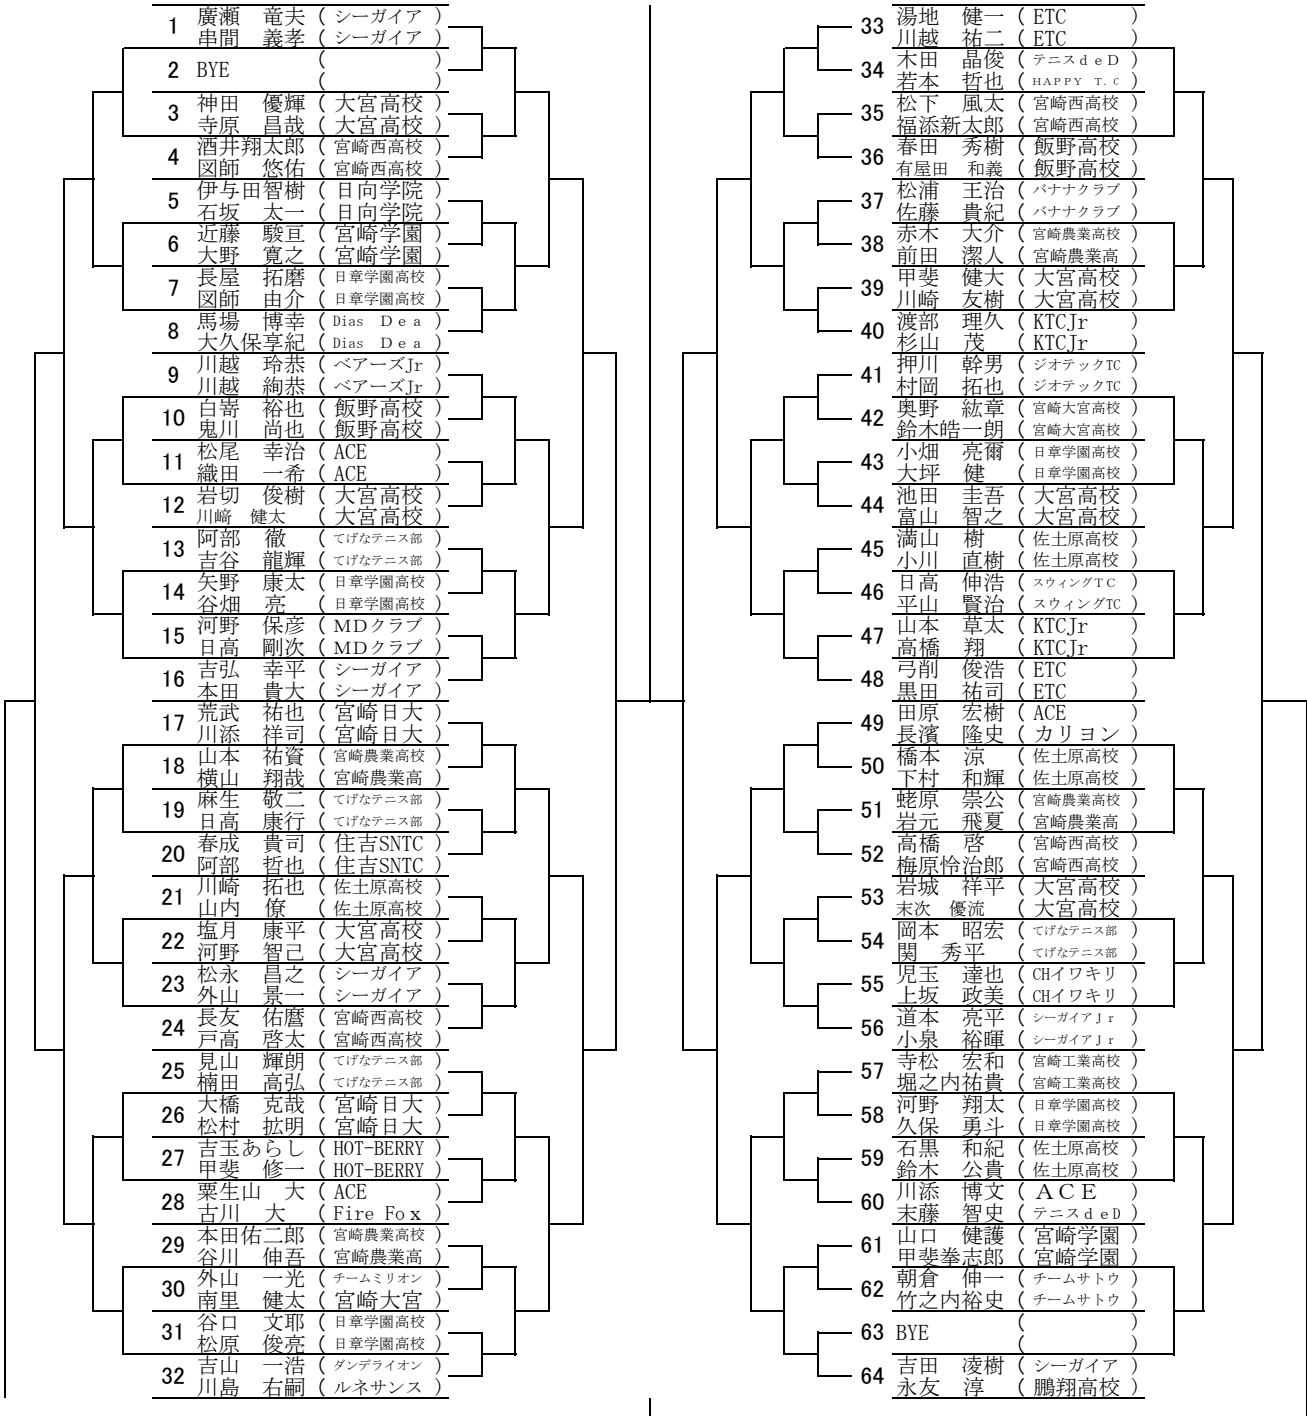 1 廣瀬　竜夫 ( シーガイア )
串間　義孝 ( シーガイア )
2 BYE ( )
( )
3 神田　優輝 ( 大宮高校 )
寺原　昌哉 ( 大宮高校 )
4 酒井翔太郎 ( 宮崎西高校 )
図師　悠佑 ( 宮崎西高校 )
5 伊与田智樹 ( 日向学院 )
石坂　太一 ( 日向学院 )
6 近藤　駿亘 ( 宮崎学園 )
大野　寛之 ( 宮崎学園 )
7 長屋　拓磨 ( 日章学園高校 )
図師　由介 ( 日章学園高校 )
8 馬場　博幸 ( Dias Ｄｅａ )
大久保享紀 ( Dias Ｄｅａ )
9 川越　玲恭 ( ベアーズJr )
川越　絢恭 ( ベアーズJr )
10 白嵜　裕也 ( 飯野高校 )
鬼川　尚也 ( 飯野高校 )
11 松尾　幸治 ( ACE )
織田　一希 ( ACE )
12 岩切　俊樹 ( 大宮高校 )
川﨑　健太 ( 大宮高校 )
13 阿部　徹 ( てげなテニス部 )
吉谷　龍輝 ( てげなテニス部 )
14 矢野　康太 ( 日章学園高校 )
谷畑　亮 ( 日章学園高校 )
15 河野　保彦 ( ＭＤクラブ )
日高　剛次 ( ＭＤクラブ )
16 吉弘　幸平 ( シーガイア )
本田　貴大 ( シーガイア )
17 荒武　祐也 ( 宮崎日大 )
川添　祥司 ( 宮崎日大 )
18 山本　祐資 ( 宮崎農業高校 )
横山　翔哉 ( 宮崎農業高 )
19 麻生　敬二 ( てげなテニス部 )
日高　康行 ( てげなテニス部 )
20 春成　貴司 ( 住吉SNTC )
阿部　哲也 ( 住吉SNTC )
21 川崎　拓也 ( 佐土原高校 )
山内　僚 ( 佐土原高校 )
22 塩月　康平 ( 大宮高校 )
河野　智己 ( 大宮高校 )
23 松永　昌之 ( シーガイア )
外山　景一 ( シーガイア )
24 長友　佑麿 ( 宮崎西高校 )
戸高　啓太 ( 宮崎西高校 )
25 見山　輝朗 ( てげなテニス部 )
楠田　高弘 ( てげなテニス部 )
26 大橋　克哉 ( 宮崎日大 )
松村　拡明 ( 宮崎日大 )
27 吉玉あらし ( HOT-BERRY )
甲斐　修一 ( HOT-BERRY )
28 粟生山　大 ( ACE )
古川　大 ( Fire Foｘ )
29 本田佑二郎 ( 宮崎農業高校 )
谷川　伸吾 ( 宮崎農業高 )
30 外山　一光 ( チームミリオン )
南里　健太 ( 宮崎大宮 )
31 谷口　文耶 ( 日章学園高校 )
松原　俊亮 ( 日章学園高校 )
32 吉山　一浩 ( ダンデライオン )
川島　右嗣 ( ルネサンス )
33 湯地　健一 ( ETC )
川越　祐二 ( ETC )
34 木田　晶俊 ( テニスｄｅＤ )
若本　哲也 ( HAPPY T.C )
35 松下　風太 ( 宮崎西高校 )
福添新太郎 ( 宮崎西高校 )
36 春田　秀樹 ( 飯野高校 )
有屋田　和義 ( 飯野高校 )
37 松浦　王治 ( バナナクラブ )
佐藤　貴紀 ( バナナクラブ )
38 赤木　大介 ( 宮崎農業高校 )
前田　潔人 ( 宮崎農業高 )
39 甲斐　健大 ( 大宮高校 )
川崎　友樹 ( 大宮高校 )
40 渡部　理久 ( KTCJr )
杉山　茂 ( KTCJr )
41 押川　幹男 ( ジオテックTC )
村岡　拓也 ( ジオテックTC )
42 奥野　紘章 ( 宮崎大宮高校 )
鈴木皓一朗 ( 宮崎大宮高校 )
43 小畑　亮爾 ( 日章学園高校 )
大坪　健 ( 日章学園高校 )
44 池田　圭吾 ( 大宮高校 )
富山　智之 ( 大宮高校 )
45 満山　樹 ( 佐土原高校 )
小川　直樹 ( 佐土原高校 )
46 日高　伸浩 ( スウィングＴＣ )
平山　賢治 ( スウィングTC )
47 山本　草太 ( KTCJr )
高橋　翔 ( KTCJr )
48 弓削　俊浩 ( ETC )
黒田　祐司 ( ETC )
49 田原　宏樹 ( ACE )
長濱　隆史 ( カリヨン )
50 橋本　涼 ( 佐土原高校 )
下村　和輝 ( 佐土原高校 )
51 蛯原　崇公 ( 宮崎農業高校 )
岩元　飛夏 ( 宮崎農業高 )
52 高橋　啓 ( 宮崎西高校 )
梅原怜治郎 ( 宮崎西高校 )
53 岩城　祥平 ( 大宮高校 )
末次　優流 ( 大宮高校 )
54 岡本　昭宏 ( てげなテニス部 )
関　秀平 ( てげなテニス部 )
55 児玉　達也 ( CHイワキリ )
上坂　政美 ( CHイワキリ )
56 道本　亮平 ( シーガイアＪｒ )
小泉　裕暉 ( シーガイアＪｒ )
57 寺松　宏和 ( 宮崎工業高校 )
堀之内祐貴 ( 宮崎工業高校 )
58 河野　翔太 ( 日章学園高校 )
久保　勇斗 ( 日章学園高校 )
59 石黒　和紀 ( 佐土原高校 )
鈴木　公貴 ( 佐土原高校 )
60 川添　博文 ( ＡＣＥ )
末藤　智史 ( テニスｄｅD )
61 山口　健護 ( 宮崎学園 )
甲斐拳志郎 ( 宮崎学園 )
62 朝倉　伸一 ( チームサトウ )
竹之内裕史 ( チームサトウ )
63 BYE ( )
( )
64 吉田　凌樹 ( シーガイア )
永友　淳 ( 鵬翔高校 )